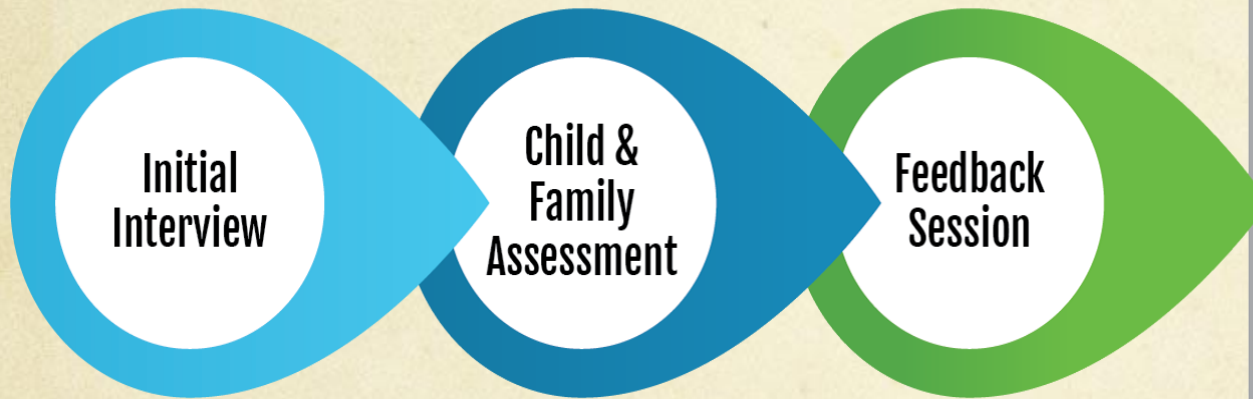 Initial
Interview
Child &
Family
Assessment
Feedback
Session